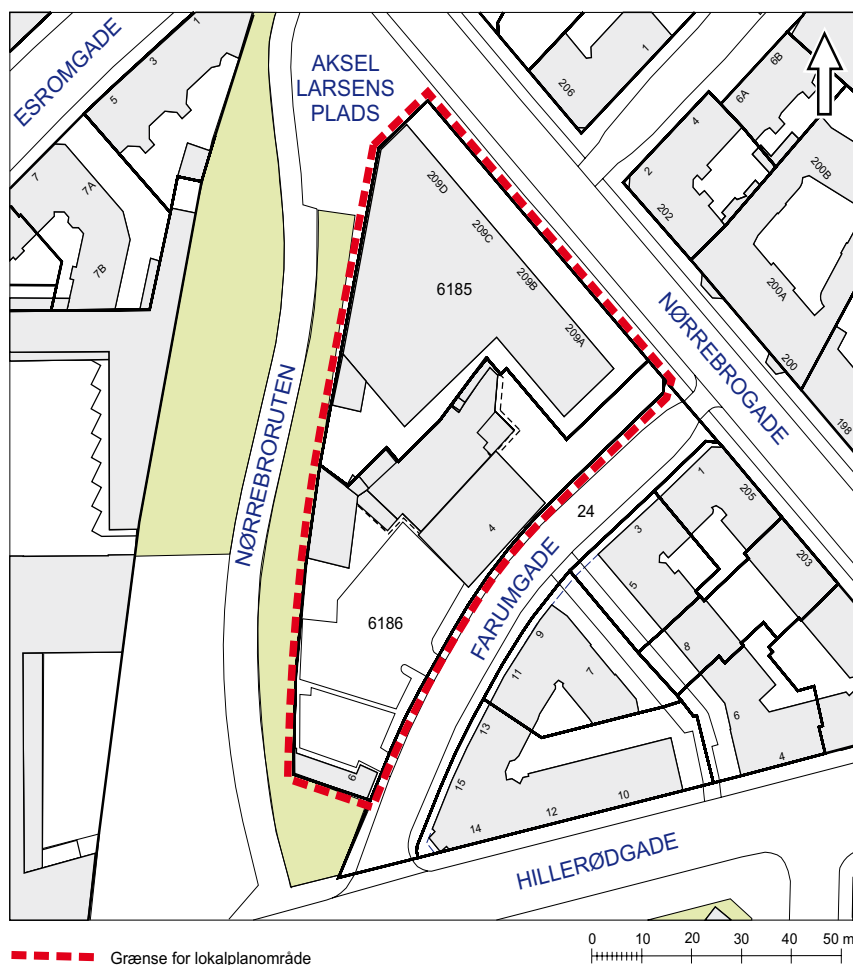 ESROMGADE
1
3
5
7
7A
7B
AKSEL
LARSENS
PLADS
206
1
6B
6A
4
2
202
200B
200A
200
198
209D
209C
209B
209A
6185
NØRREBROGADE
NØRREBRORUTEN
4
24
FARUMGADE
6186
6
1
205
3
5
203
9
11
7
8
6
4
13
15
14
12
10
HILLERØDGADE
Grænse for lokalplanområde
0 10 20 30 40 50 m